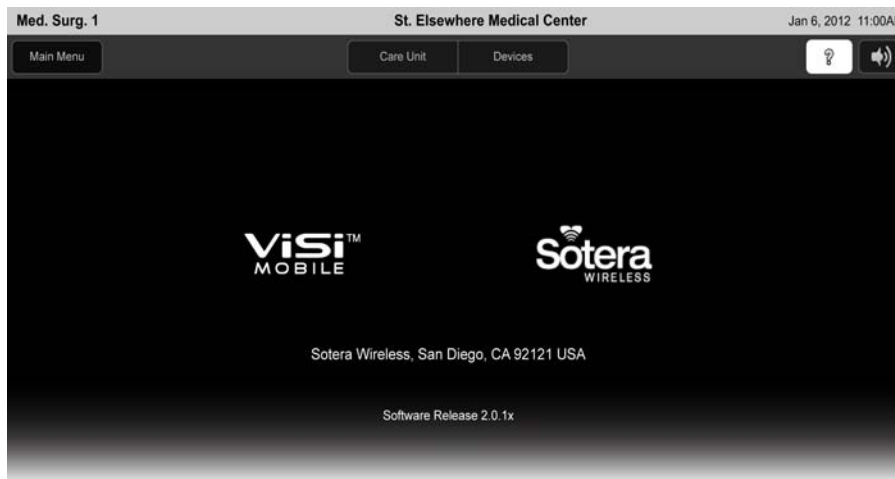 Med. Surg. 1 St. Elsewhere Medical Center Jan 6, 2012 11:00A
Main Menu Care Unit Devices ?
ViSi™ Sotera
MOBILE WIRELESS
Sotera Wireless, San Diego, CA 92121 USA
Software Release 2.0.1x